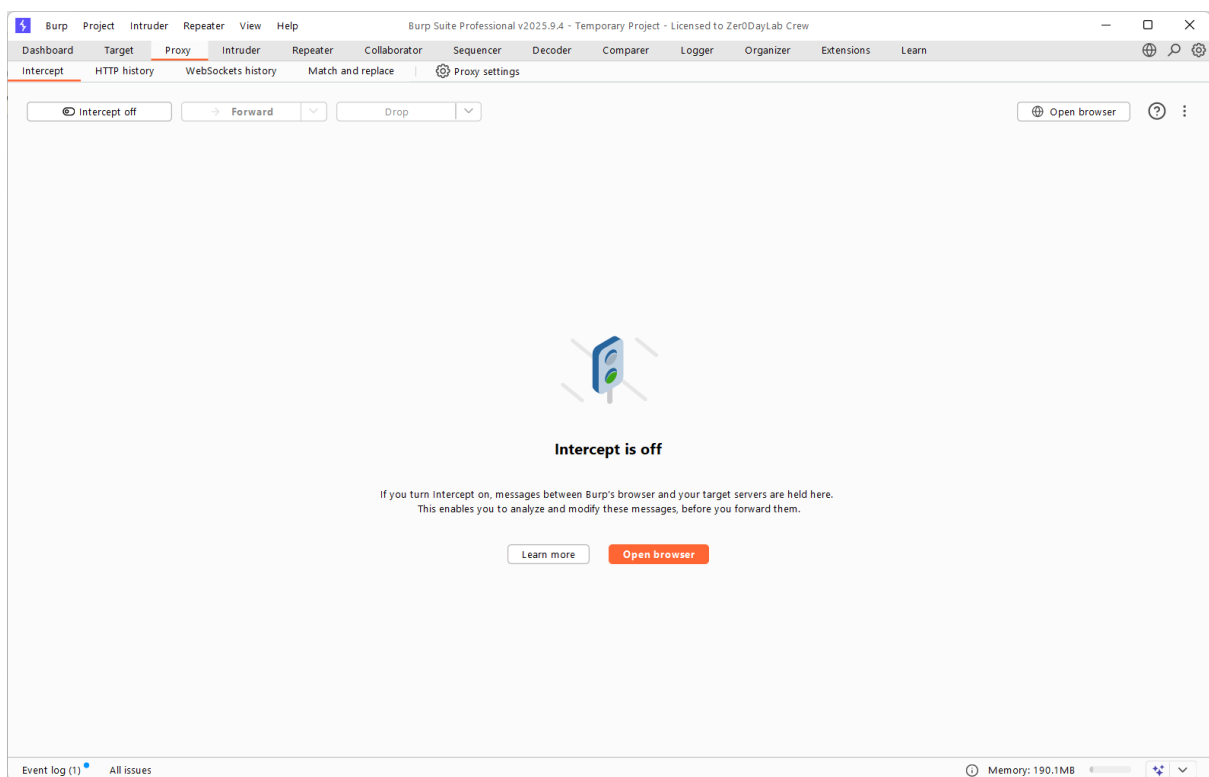 Burp Project Intruder Repeater View Help Burp Suite Professional v2025.9.4 - Temporary Project - Licensed to Zer0DayLab Crew
Dashboard Target Proxy Intruder Repeater Collaborator Sequencer Decoder Comparer Logger Organizer Extensions Learn
Intercept HTTP history WebSockets history Match and replace Proxy settings
Intercept off Forward Drop Open browser
Intercept is off
If you turn Intercept on, messages between Burp's browser and your target servers are held here.
This enables you to analyze and modify these messages, before you forward them.
Learn more Open browser
Event log (1) All issues Memory: 190.1MB